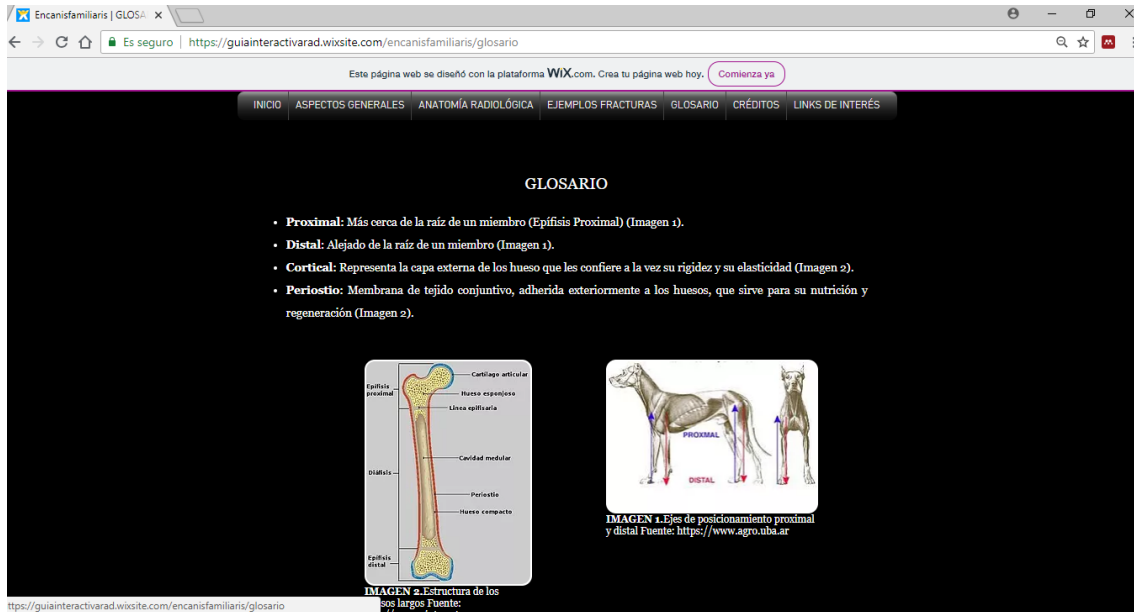 Encanisfamiliaris | GLOSA
Es seguro | https://guiainteractivarad.wixsite.com/encanisfamiliaris/glosario
Este página web se diseñó con la plataforma WiX.com. Crea tu página web hoy. Comienza ya
INICIO ASPECTOS GENERALES ANATOMÍA RADIOLÓGICA EJEMPLOS FRACTURAS GLOSARIO CRÉDITOS LINKS DE INTERÉS
GLOSARIO
• Proximal: Más cerca de la raíz de un miembro (Epífisis Proximal) (Imagen 1).
• Distal: Alejado de la raíz de un miembro (Imagen 1).
• Cortical: Representa la capa externa de los hueso que les confiere a la vez su rigidez y su elasticidad (Imagen 2).
• Periostio: Membrana de tejido conjuntivo, adherida exteriormente a los huesos, que sirve para su nutrición y
regeneración (Imagen 2).
Cartílago articular
Epífisis
proximal
Hueso esponjoso
Línea epifisaria
Cavidad medular
Diáfisis
Periostio
Hueso compacto
Epífisis
distal
IMAGEN 2.Estructura de los
sos largos Fuente:
PROXMAL
DISTAL
IMAGEN 1.Ejes de posicionamiento proximal
y distal Fuente: https://www.agro.uba.ar
ttps://guiainteractivarad.wixsite.com/encanisfamiliaris/glosario